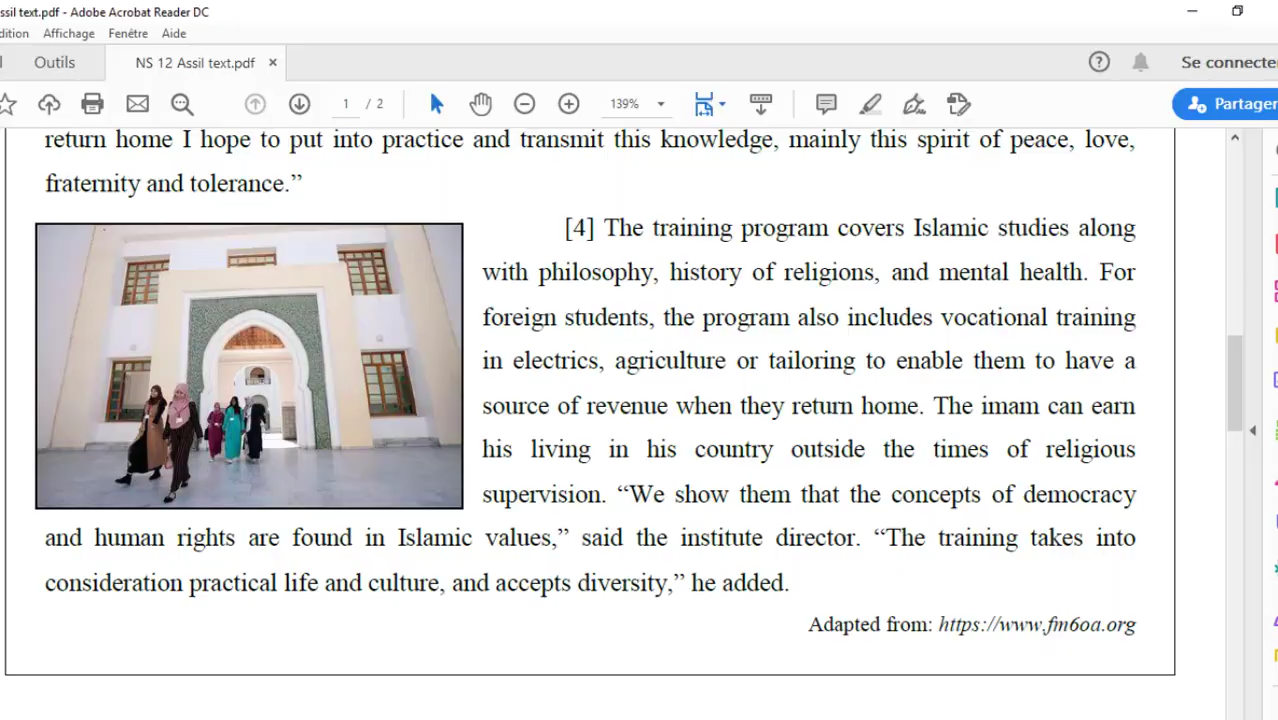 ssil text.pdf - Adobe Acrobat Reader DC
dition Affichage Fenêtre Aide
Outils NS 12 Assil text.pdf × Se connecter
1 / 2 139% Partager
return home I hope to put into practice and transmit this knowledge, mainly this spirit of peace, love,
fraternity and tolerance.”
[4] The training program covers Islamic studies along
with philosophy, history of religions, and mental health. For
foreign students, the program also includes vocational training
in electrics, agriculture or tailoring to enable them to have a
source of revenue when they return home. The imam can earn
his living in his country outside the times of religious
supervision. “We show them that the concepts of democracy
and human rights are found in Islamic values,” said the institute director. “The training takes into
consideration practical life and culture, and accepts diversity,” he added.
Adapted from: https://www.fm6oa.org